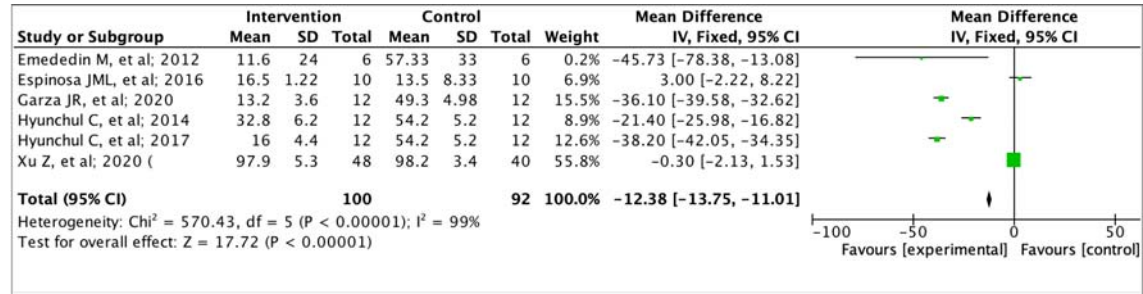 Intervention Control Mean Difference Mean Difference
Study or Subgroup Mean SD Total Mean SD Total Weight IV, Fixed, 95% CI IV, Fixed, 95% CI
Emededin M, et al; 2012 11.6 24 6 57.33 33 6 0.2% −45.73 [−78.38, −13.08]
Espinosa JML, et al; 2016 16.5 1.22 10 13.5 8.33 10 6.9% 3.00 [−2.22, 8.22]
Garza JR, et al; 2020 13.2 3.6 12 49.3 4.98 12 15.5% −36.10 [−39.58, −32.62]
Hyunchul C, et al; 2014 32.8 6.2 12 54.2 5.2 12 8.9% −21.40 [−25.98, −16.82]
Hyunchul C, et al; 2017 16 4.4 12 54.2 5.2 12 12.6% −38.20 [−42.05, −34.35]
Xu Z, et al; 2020 ( 97.9 5.3 48 98.2 3.4 40 55.8% −0.30 [−2.13, 1.53]
Total (95% CI) 100 92 100.0% −12.38 [−13.75, −11.01]
Heterogeneity: Chi² = 570.43, df = 5 (P < 0.00001); I² = 99%
Test for overall effect: Z = 17.72 (P < 0.00001)
−100 −50 0 50
Favours [experimental] Favours [control]